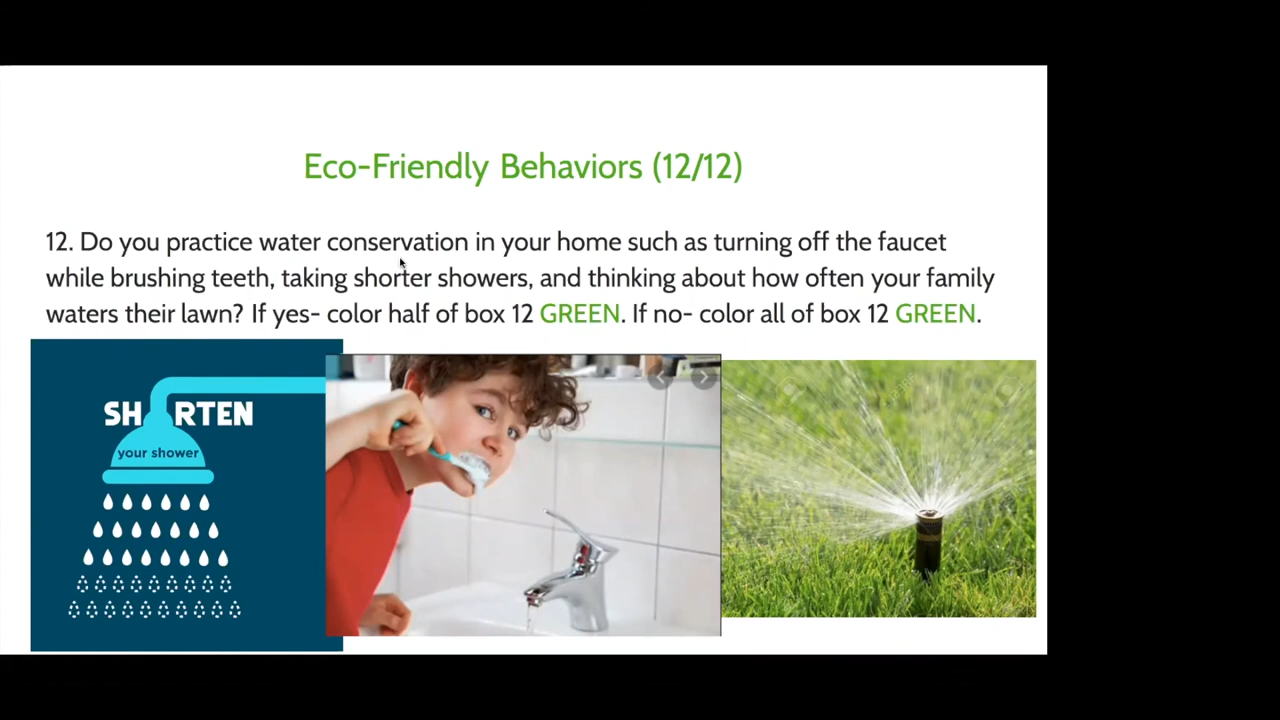 Eco-Friendly Behaviors (12/12)
12. Do you practice water conservation in your home such as turning off the faucet
while brushing teeth, taking shorter showers, and thinking about how often your family
waters their lawn? If yes- color half of box 12 GREEN. If no- color all of box 12 GREEN.
SH RTEN
your shower